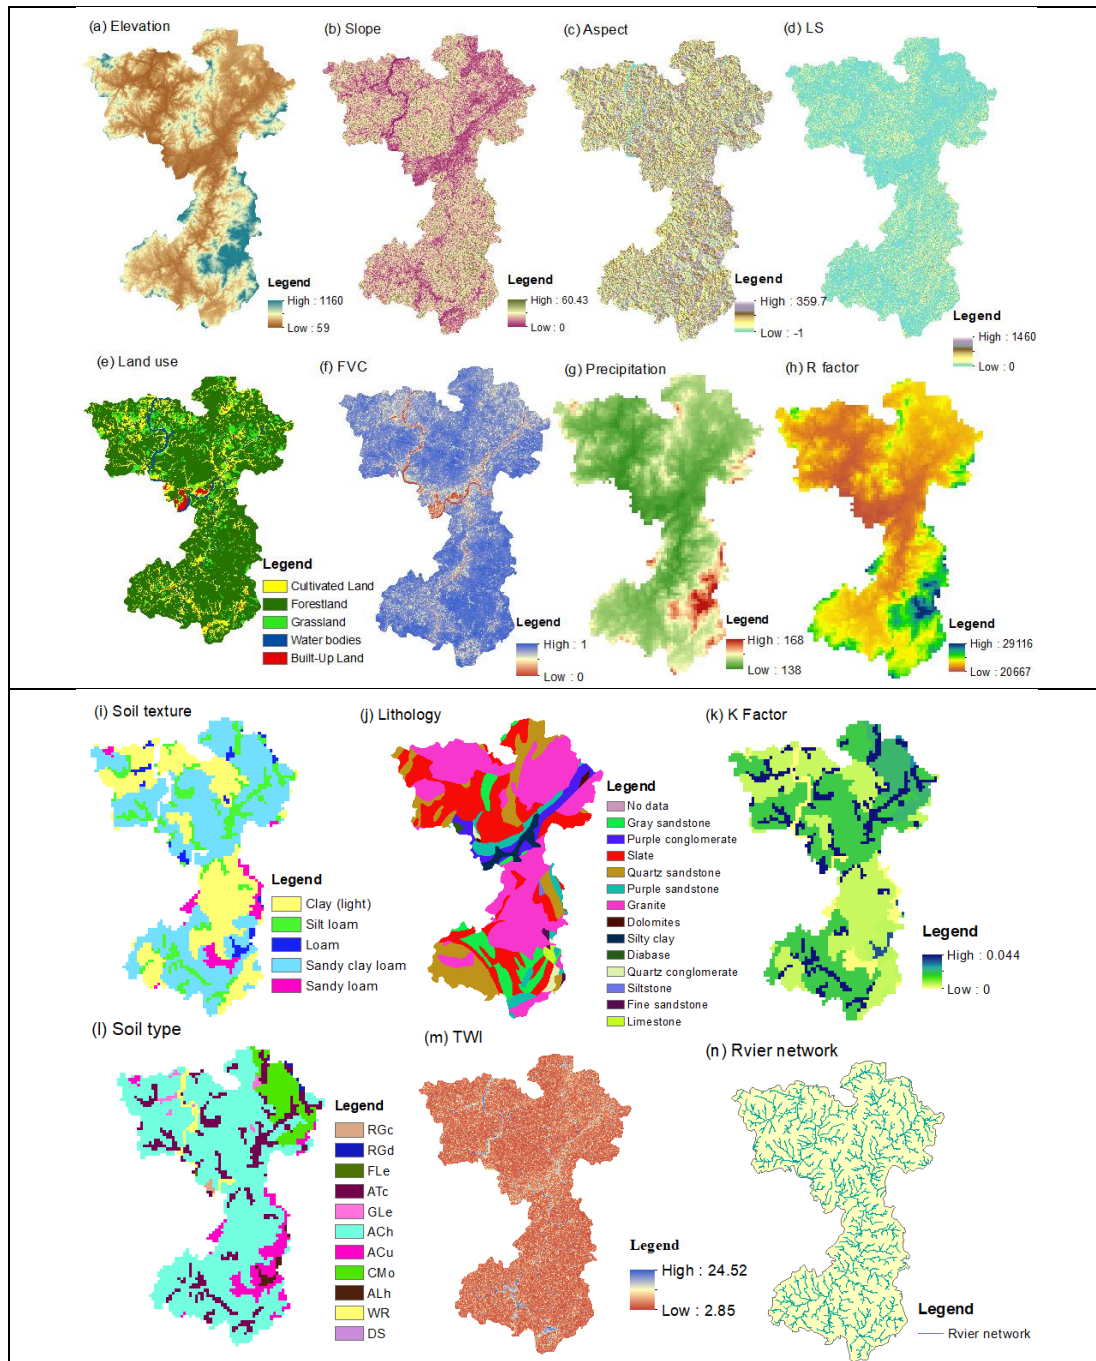 (a) Elevation
(b) Slope
(c) Aspect
(d) LS
Legend
High : 1160
Low : 59
Legend
High : 60.43
Low : 0
Legend
High : 359.7
Low : -1
Legend
High : 1460
Low : 0
(e) Land use
(f) FVC
(g) Precipitation
(h) R factor
Legend
Cultivated Land
Forestland
Grassland
Water bodies
Built-Up Land
Legend
High : 1
Low : 0
Legend
High : 168
Low : 138
Legend
High : 29116
Low : 20667
(i) Soil texture
(j) Lithology
(k) K Factor
Legend
Clay (light)
Silt loam
Loam
Sandy clay loam
Sandy loam
Legend
No data
Gray sandstone
Purple conglomerate
Slate
Quartz sandstone
Purple sandstone
Granite
Dolomites
Silty clay
Diabase
Quartz conglomerate
Siltstone
Fine sandstone
Limestone
Legend
High : 0.044
Low : 0
(l) Soil type
(m) TWI
(n) Rvier network
Legend
RGc
RGd
FLe
ATc
GLe
ACh
ACu
CMo
ALh
WR
DS
Legend
High : 24.52
Low : 2.85
Legend
Rvier network